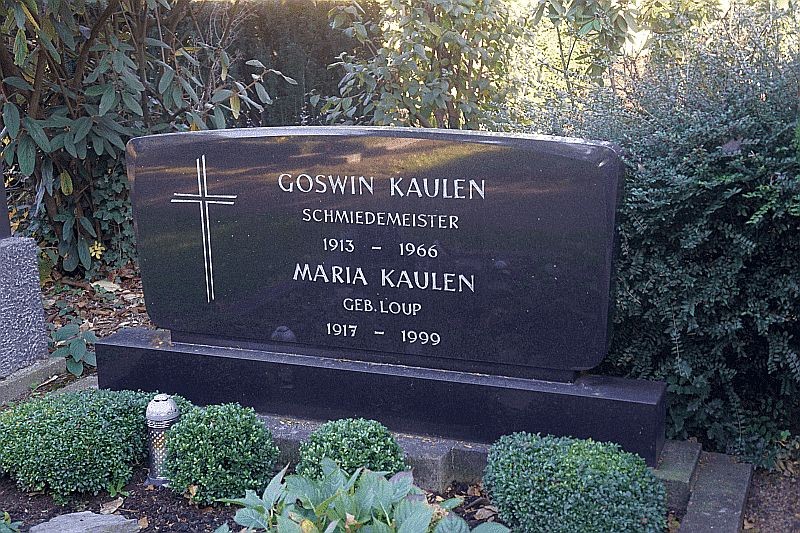 GOSWIN KAULEN
SCHMIEDEMEISTER
1913 – 1966
MARIA KAULEN
GEB. LOUP
1917 – 1999